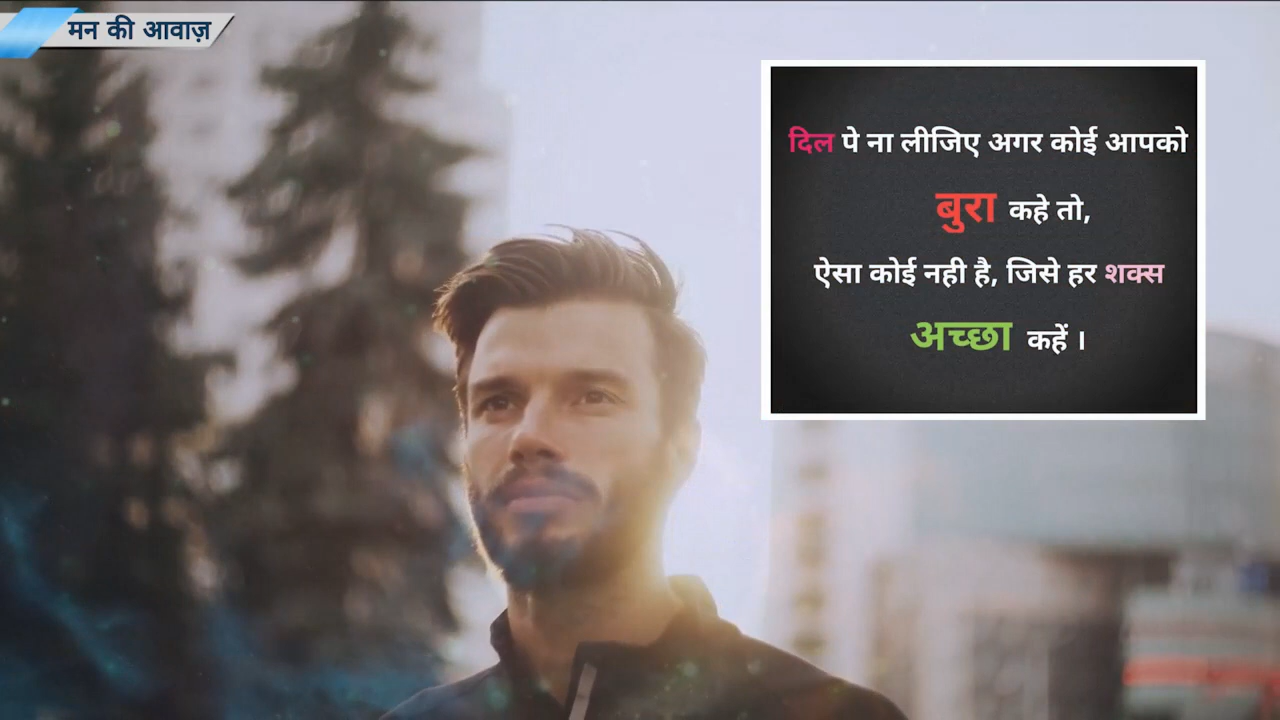 मन की आवाज़
दिल पे ना लीजिए अगर कोई आपको
बुरा कहे तो,
ऐसा कोई नही है, जिसे हर शक्स
अच्छा कहें ।